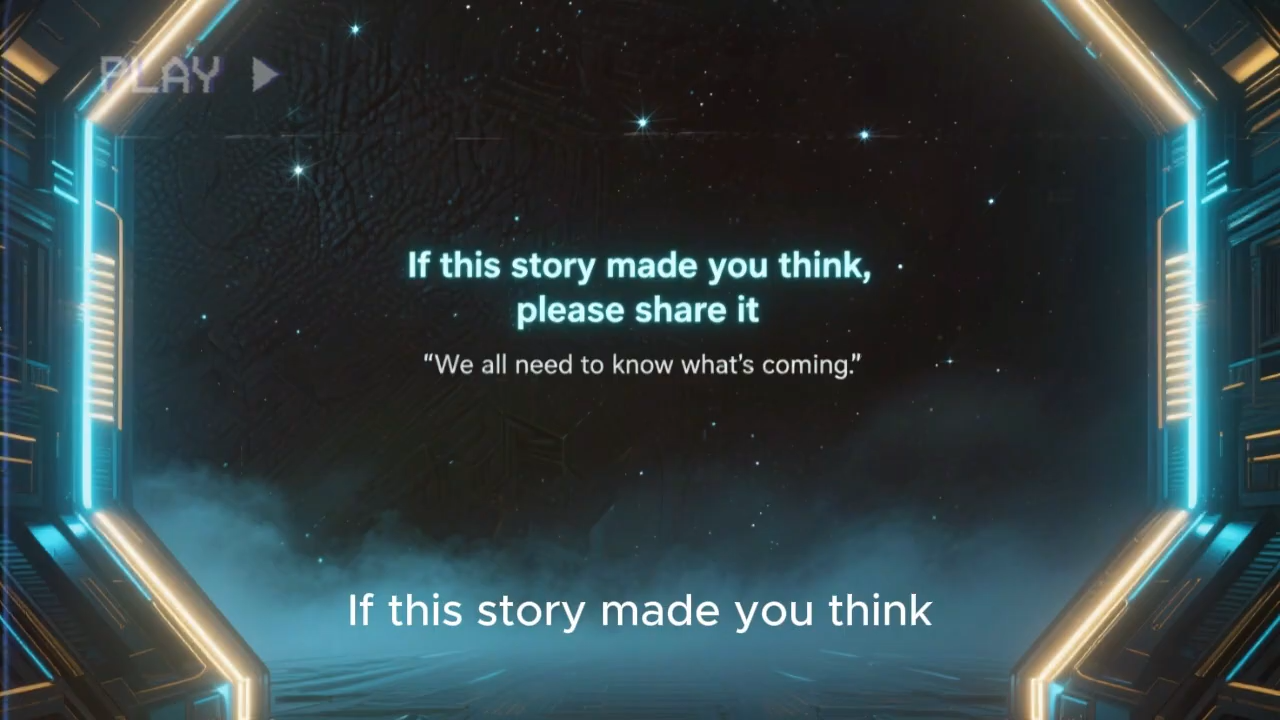 PLAY
If this story made you think,
please share it
“We all need to know what’s coming.”
If this story made you think